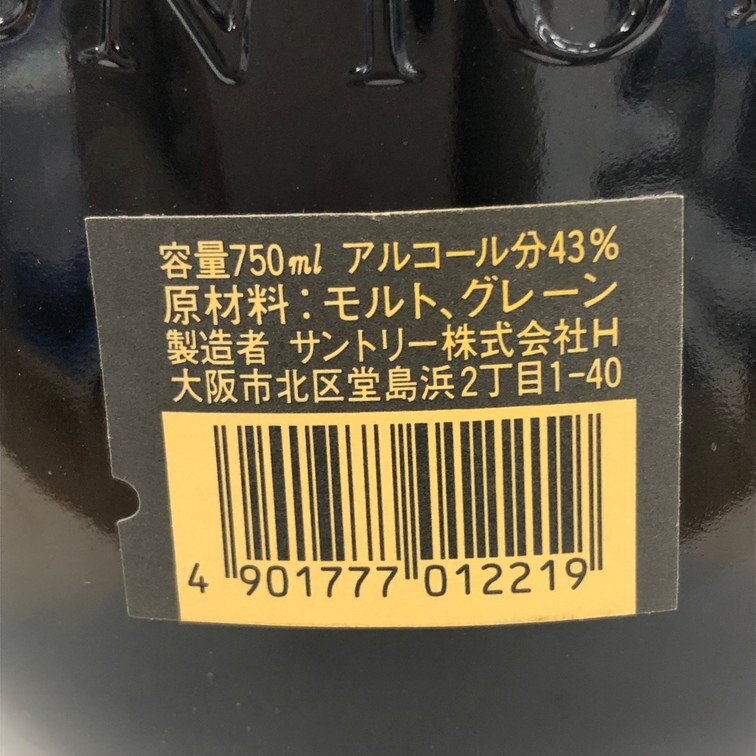 NTO
容量750ml アルコール分43%
原材料：モルト、グレーン
製造者 サントリー株式会社H
大阪市北区堂島浜2丁目1-40
4 901777 012219